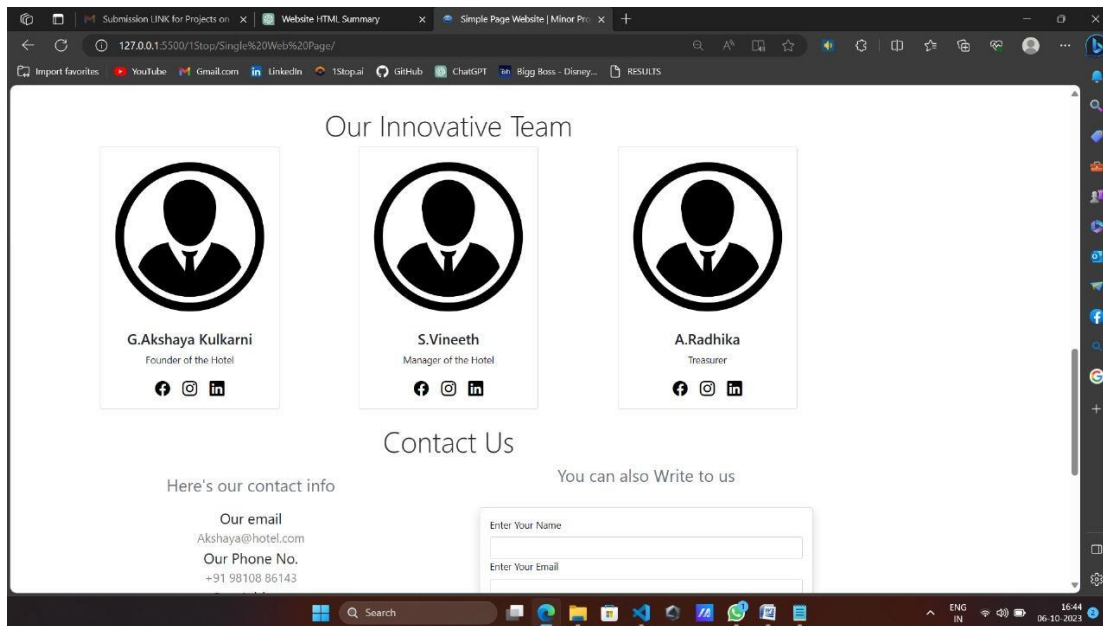 Submission LINK for Projects on
Website HTML Summary
Simple Page Website | Minor Pro
127.0.0.1:5500/1Stop/Single%20Web%20Page/
Import favorites
YouTube
Gmail.com
LinkedIn
1Stop.ai
GitHub
ChatGPT
Bigg Boss - Disney...
RESULTS
Our Innovative Team
G.Akshaya Kulkarni
Founder of the Hotel
S.Vineeth
Manager of the Hotel
A.Radhika
Treasurer
Contact Us
Here's our contact info
Our email
Akshaya@hotel.com
Our Phone No.
+91 98108 86143
You can also Write to us
Enter Your Name
Enter Your Email
Search
ENG
IN
16:44
06-10-2023